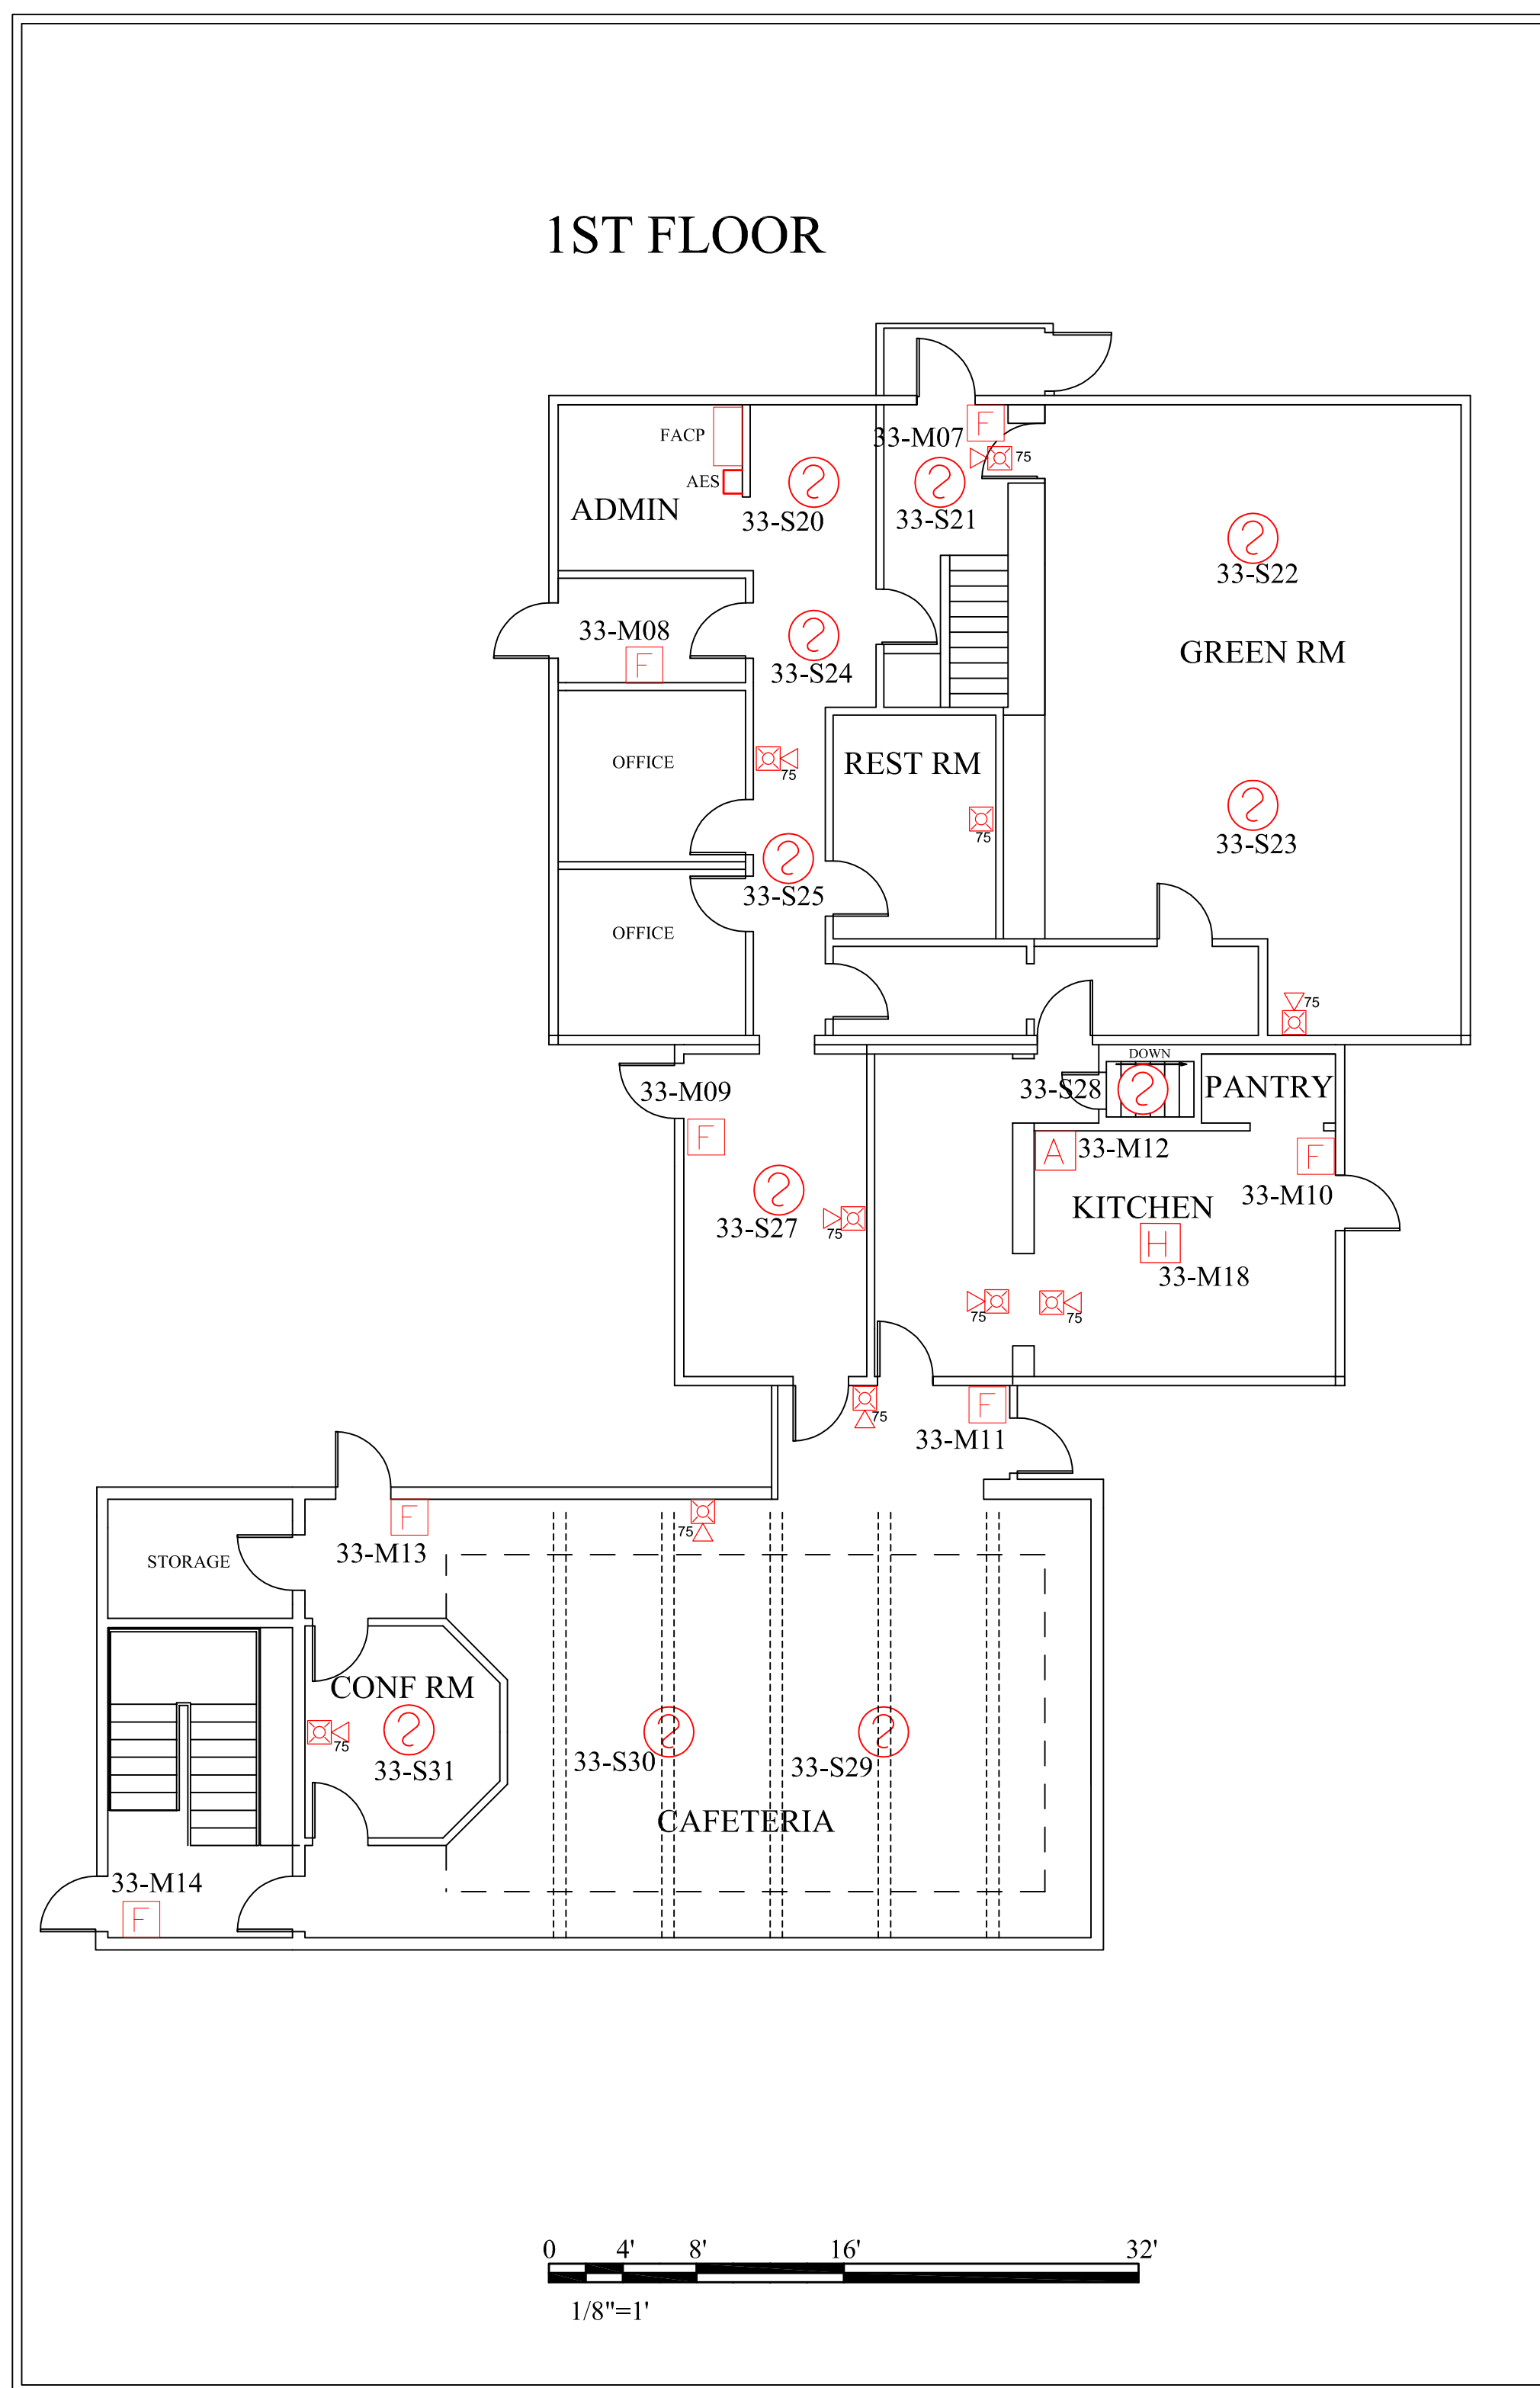 1ST FLOOR
FACP
33-M07
F
75
AES
ADMIN
33-S20
33-S21
33-S22
33-M08
F
GREEN RM
33-S24
OFFICE
75
REST RM
75
33-S23
33-S25
OFFICE
75
DOWN
33-M09
33-S28
PANTRY
F
A
33-M12
F
33-M10
KITCHEN
33-S27
75
H
33-M18
75
75
F
75
33-M11
F
75
33-M13
STORAGE
CONF RM
75
33-S31
33-S30
33-S29
CAFETERIA
33-M14
F
0 4' 8' 16' 32'
1/8"=1'